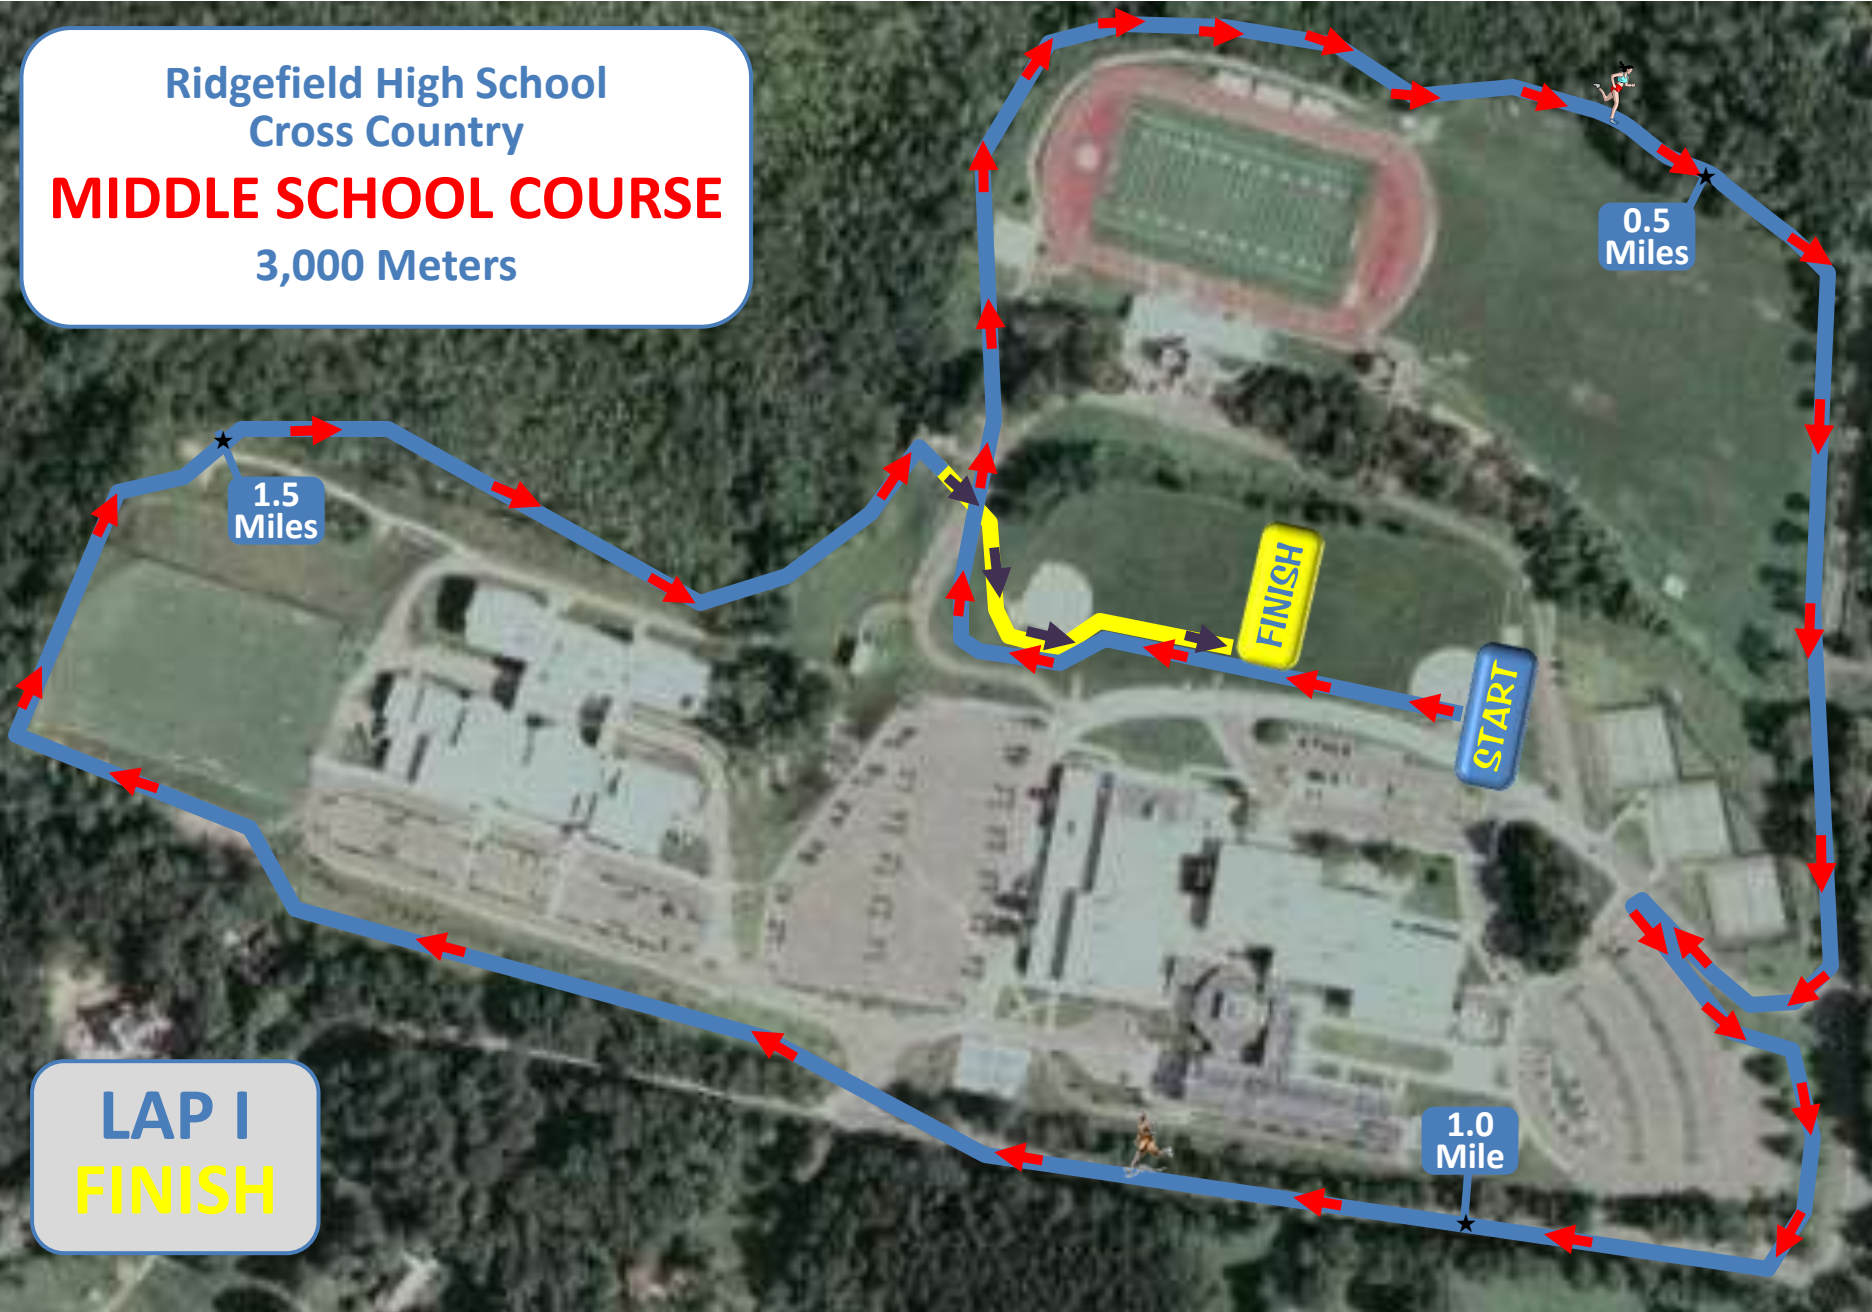 Ridgefield High School
Cross Country
MIDDLE SCHOOL COURSE
3,000 Meters
0.5
Miles
1.5
Miles
FINISH
START
1.0
Mile
LAP I
FINISH